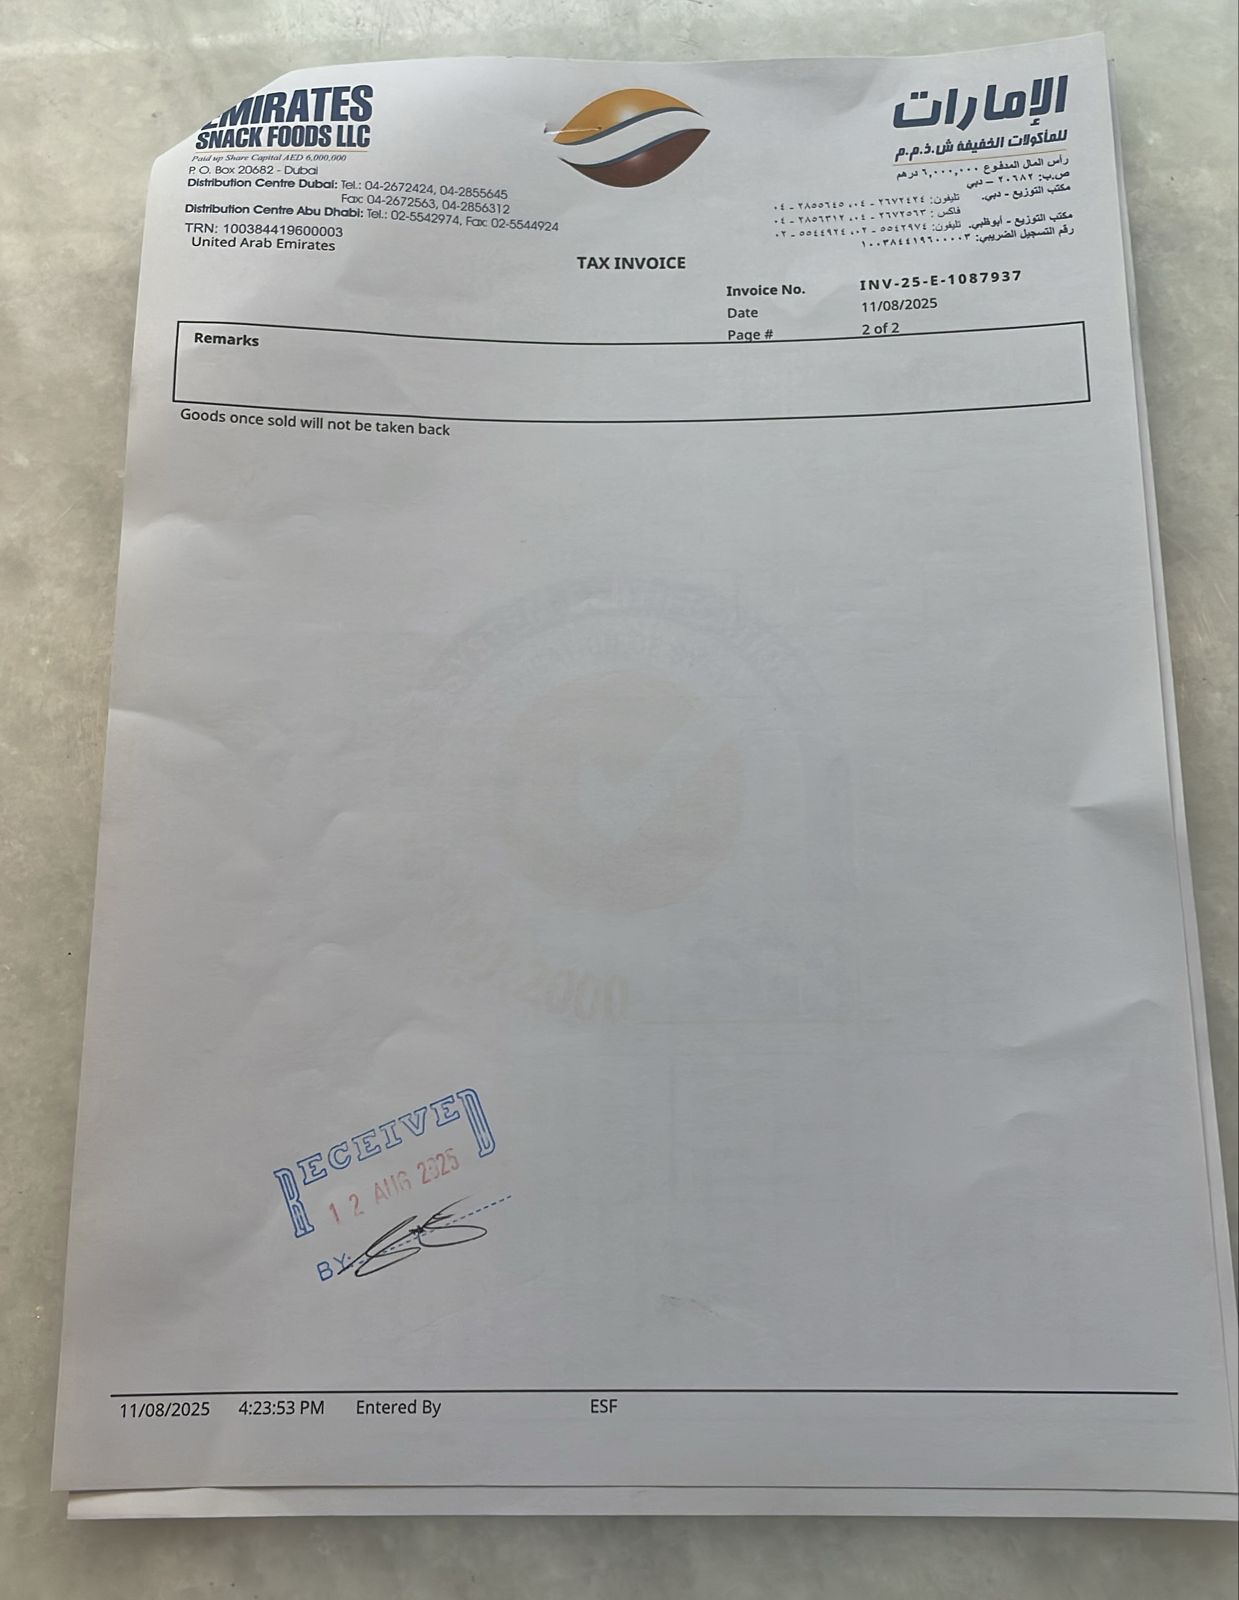 EMIRATES
SNACK FOODS LLC
Paid up Share Capital AED 6,000,000
P. O. Box 20682 - Dubai
Distribution Centre Dubai: Tel.: 04-2672424, 04-2855645
Fax: 04-2672563, 04-2856312
Distribution Centre Abu Dhabi: Tel.: 02-5542974, Fax: 02-5544924
TRN: 100384419600003
United Arab Emirates
الإمارات
للمأكولات الخفيفة ش.ذ.م.م
رأس المال المدفوع ٦,٠٠٠,٠٠٠ درهم
ص.ب: ٢٠٦٨٢ – دبي
مكتب التوزيع - دبي. تليفون: ٢٦٧٢٤٢٤ - ٠٤، ٢٨٥٥٦٤٥ - ٠٤
فاكس: ٢٦٧٢٥٦٣ - ٠٤، ٢٨٥٦٣١٢ - ٠٤
مكتب التوزيع - أبوظبي. تليفون: ٥٥٤٢٩٧٤ - ٠٢، ٥٥٤٤٩٢٤ - ٠٢
رقم التسجيل الضريبي: ١٠٠٣٨٤٤١٩٦٠٠٠٠٣
TAX INVOICE
Invoice No. INV-25-E-1087937
Date 11/08/2025
Page # 2 of 2
Remarks
Goods once sold will not be taken back
RECEIVED
12 AUG 2025
BY:
11/08/2025 4:23:53 PM Entered By ESF